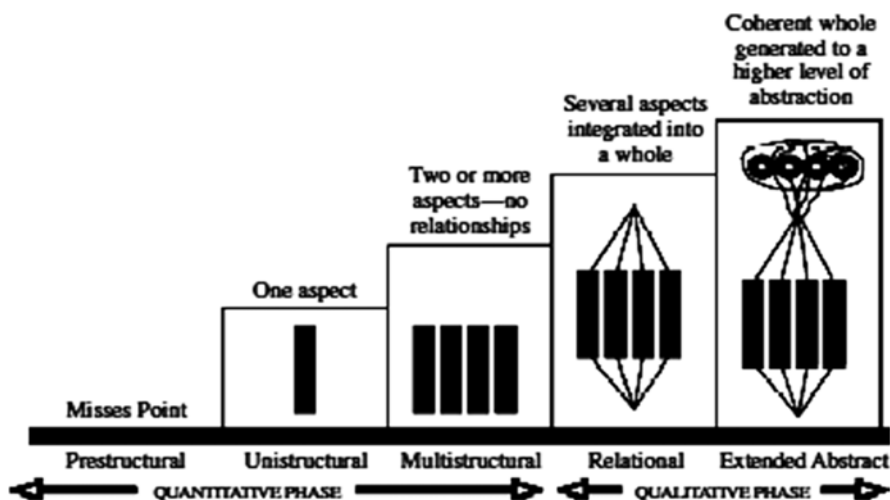 Coherent whole
generated to a
higher level of
abstraction
Several aspects
integrated into
a whole
Two or more
aspects—no
relationships
One aspect
Misses Point
Prestructural
Unistructural
Multistructural
Relational
Extended Abstract
QUANTITATIVE PHASE
QUALITATIVE PHASE